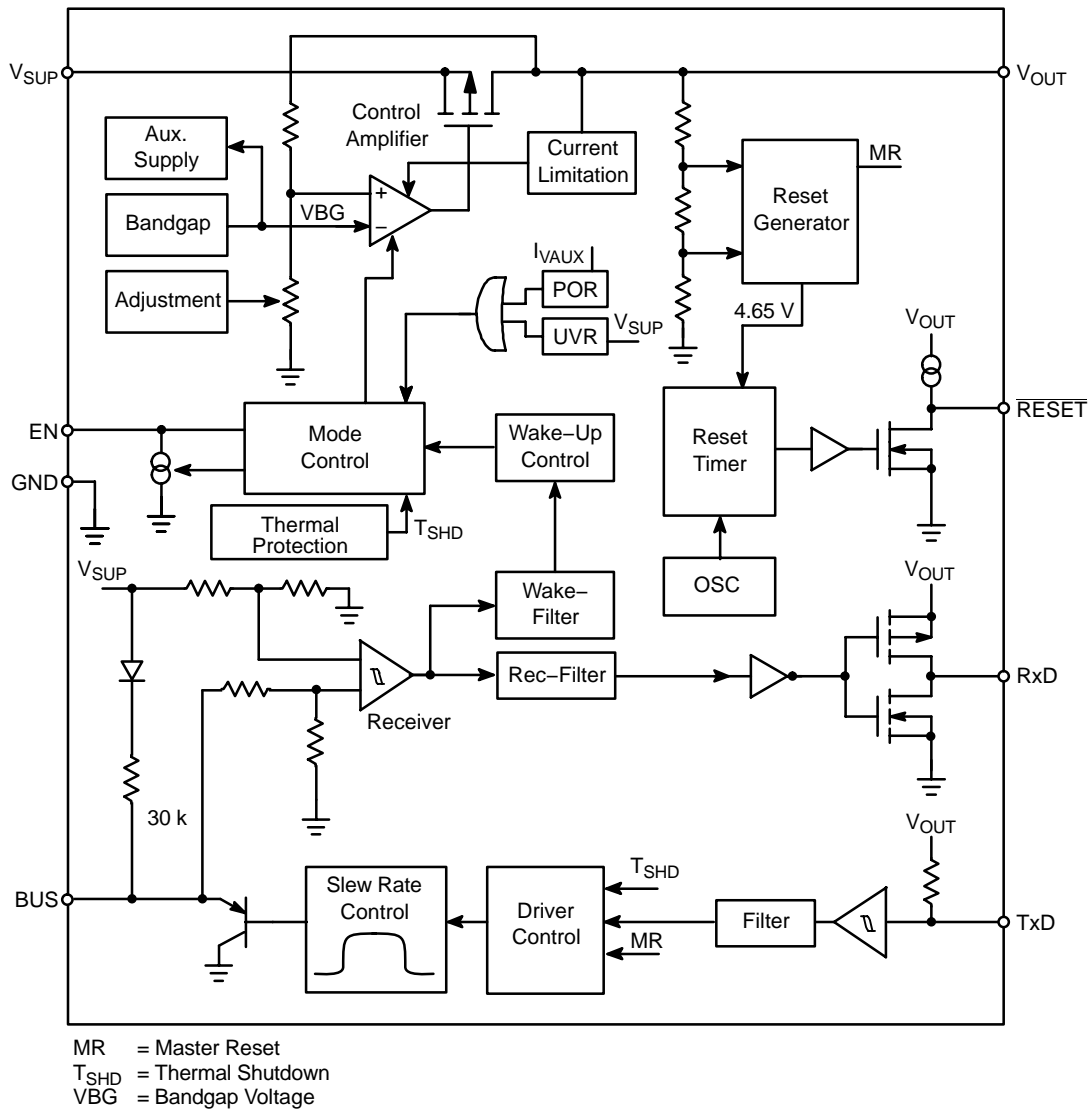 V_SUP
V_OUT
Control
Amplifier
Aux.
Supply
Current
Limitation
MR
Reset
Generator
+
VBG
−
Bandgap
I_VAUX
Adjustment
POR
4.65 V
V_SUP
UVR
V_OUT
RESET
EN
Mode
Control
Wake−Up
Control
Reset
Timer
GND
Thermal
Protection
T_SHD
V_SUP
Wake−
Filter
OSC
V_OUT
Rec−Filter
RxD
Receiver
30 k
V_OUT
BUS
Slew Rate
Control
Driver
Control
T_SHD
MR
Filter
TxD
MR = Master Reset
T_SHD = Thermal Shutdown
VBG = Bandgap Voltage